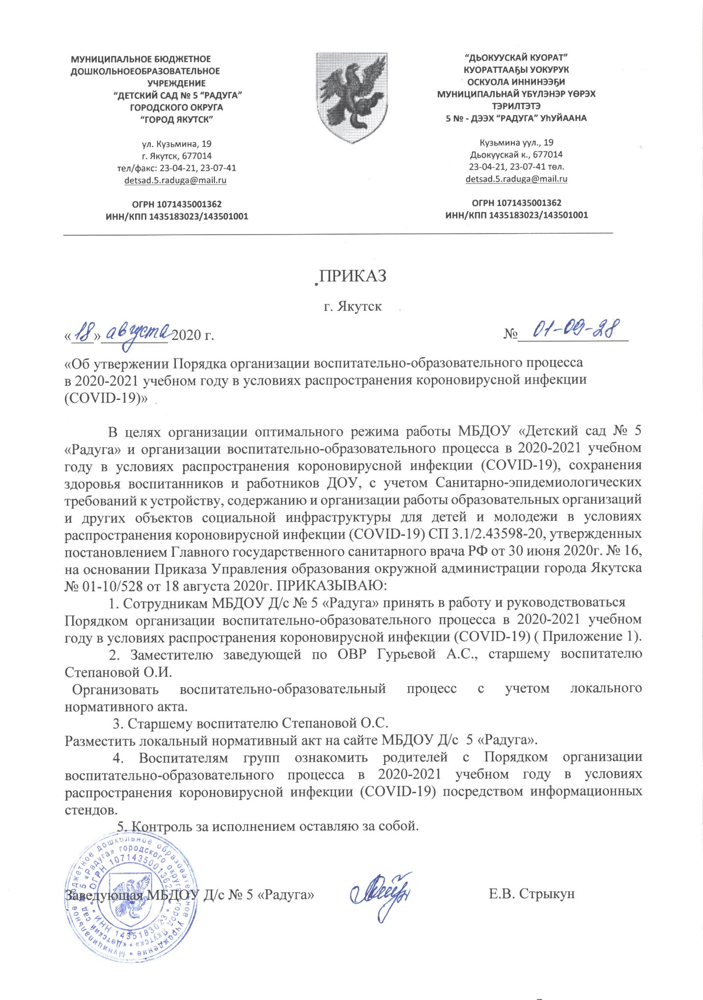 МУНИЦИПАЛЬНОЕ БЮДЖЕТНОЕ
ДОШКОЛЬНОЕОБРАЗОВАТЕЛЬНОЕ
УЧРЕЖДЕНИЕ
“ДЕТСКИЙ САД № 5 “РАДУГА”
ГОРОДСКОГО ОКРУГА
“ГОРОД ЯКУТСК”
ул. Кузьмина, 19
г. Якутск, 677014
тел/факс: 23-04-21, 23-07-41
detsad.5.raduga@mail.ru
ОГРН 1071435001362
ИНН/КПП 1435183023/143501001
“ДЬОКУУСКАЙ КУОРАТ”
КУОРАТТААҔЫ УОКУРУК
ОСКУОЛА ИННИНЭЭҔИ
МУНИЦИПАЛЬНАЙ ҮБҮЛЭНЭР ҮӨРЭХ
ТЭРИЛТЭТЭ
5 № - ДЭЭХ “РАДУГА” УҺУЙААНА
Кузьмина уул., 19
Дьокуускай к., 677014
23-04-21, 23-07-41 төл.
detsad.5.raduga@mail.ru
ОГРН 1071435001362
ИНН/КПП 1435183023/143501001
ПРИКАЗ
г. Якутск
«18» августа 2020 г. № 01-09-28
«Об утвержении Порядка организации воспитательно-образовательного процесса
в 2020-2021 учебном году в условиях распространения короновирусной инфекции
(COVID-19)»
В целях организации оптимального режима работы МБДОУ «Детский сад № 5
«Радуга» и организации воспитательно-образовательного процесса в 2020-2021 учебном
году в условиях распространения короновирусной инфекции (COVID-19), сохранения
здоровья воспитанников и работников ДОУ, с учетом Санитарно-эпидемиологических
требований к устройству, содержанию и организации работы образовательных организаций
и других объектов социальной инфраструктуры для детей и молодежи в условиях
распространения короновирусной инфекции (COVID-19) СП 3.1/2.43598-20, утвержденных
постановлением Главного государственного санитарного врача РФ от 30 июня 2020г. № 16,
на основании Приказа Управления образования окружной администрации города Якутска
№ 01-10/528 от 18 августа 2020г. ПРИКАЗЫВАЮ:
1. Сотрудникам МБДОУ Д/с № 5 «Радуга» принять в работу и руководствоваться
Порядком организации воспитательно-образовательного процесса в 2020-2021 учебном
году в условиях распространения короновирусной инфекции (COVID-19) ( Приложение 1).
2. Заместителю заведующей по ОВР Гурьевой А.С., старшему воспитателю
Степановой О.И.
Организовать воспитательно-образовательный процесс с учетом локального
нормативного акта.
3. Старшему воспитателю Степановой О.С.
Разместить локальный нормативный акт на сайте МБДОУ Д/с 5 «Радуга».
4. Воспитателям групп ознакомить родителей с Порядком организации
воспитательно-образовательного процесса в 2020-2021 учебном году в условиях
распространения короновирусной инфекции (COVID-19) посредством информационных
стендов.
5. Контроль за исполнением оставляю за собой.
Заведующая МБДОУ Д/с № 5 «Радуга» Е.В. Стрыкун
Муниципальное бюджетное дошкольное образовательное учреждение
«Детский сад № 5 «Радуга» городского округа «город Якутск»
ОГРН 1071435001362
ИНН 1435183023